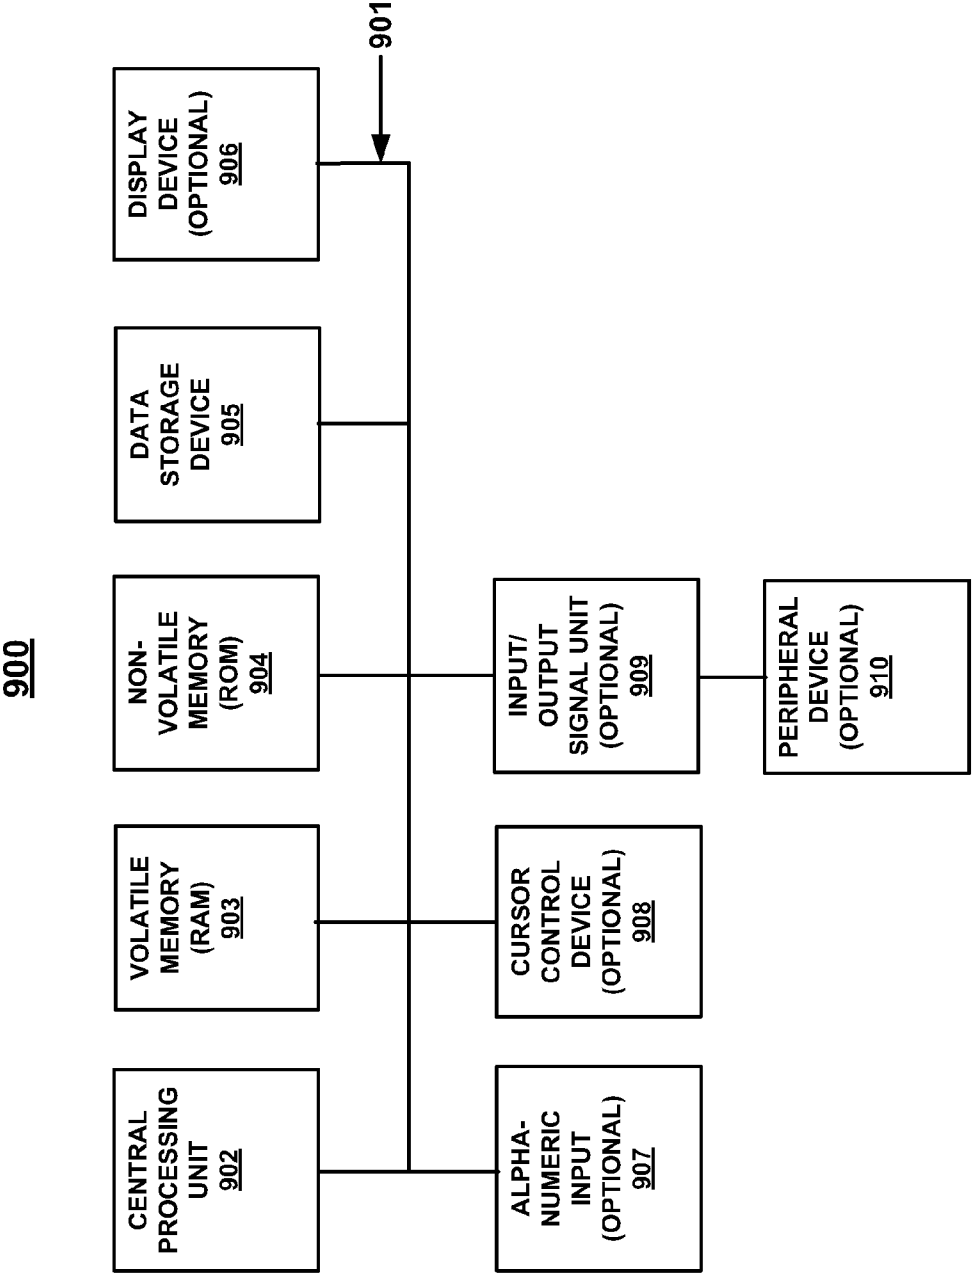 900
CENTRAL
PROCESSING
UNIT
902
VOLATILE
MEMORY
(RAM)
903
NON-
VOLATILE
MEMORY
(ROM)
904
DATA
STORAGE
DEVICE
905
DISPLAY
DEVICE
(OPTIONAL)
906
901
ALPHA-
NUMERIC
INPUT
(OPTIONAL)
907
CURSOR
CONTROL
DEVICE
(OPTIONAL)
908
INPUT/
OUTPUT
SIGNAL UNIT
(OPTIONAL)
909
PERIPHERAL
DEVICE
(OPTIONAL)
910